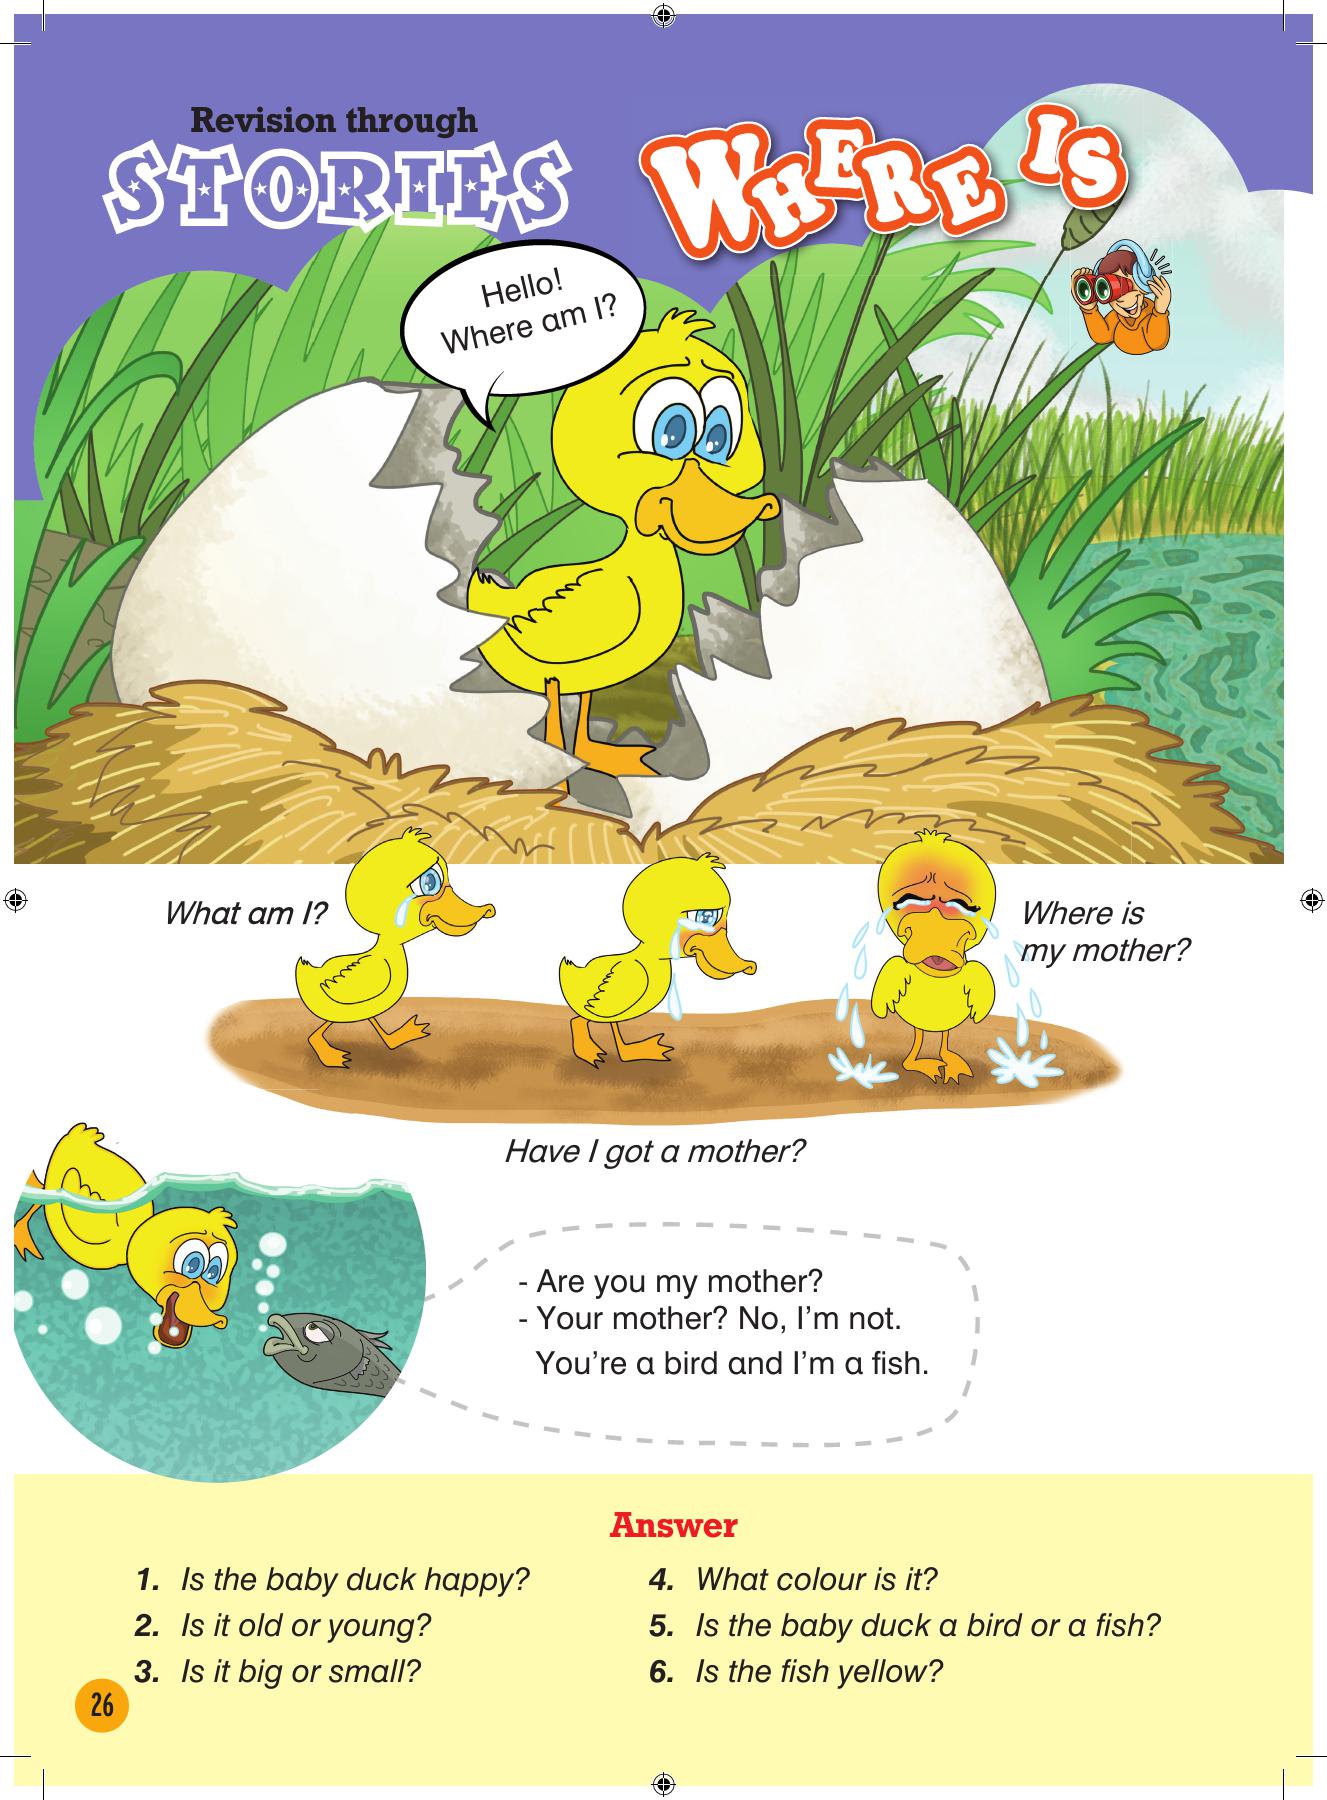 Revision through
STORIES
WHERE IS
Hello!
Where am I?
What am I?
Where is
my mother?
Have I got a mother?
- Are you my mother?
- Your mother? No, I'm not.
You're a bird and I'm a fish.
Answer
1. Is the baby duck happy?
2. Is it old or young?
3. Is it big or small?
4. What colour is it?
5. Is the baby duck a bird or a fish?
6. Is the fish yellow?
26